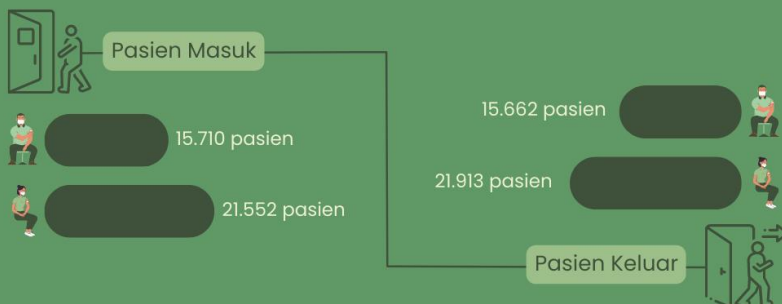 Pasien Masuk
15.710 pasien
21.552 pasien
15.662 pasien
21.913 pasien
Pasien Keluar